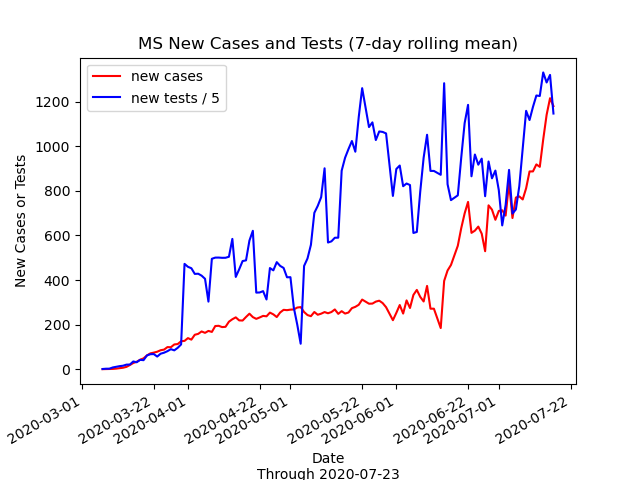 MS New Cases and Tests (7-day rolling mean)
new cases
new tests / 5
New Cases or Tests
1200
1000
800
600
400
200
0
2020-03-01
2020-03-22
2020-04-01
2020-04-22
2020-05-01
2020-05-22
2020-06-01
2020-06-22
2020-07-01
2020-07-22
Date
Through 2020-07-23